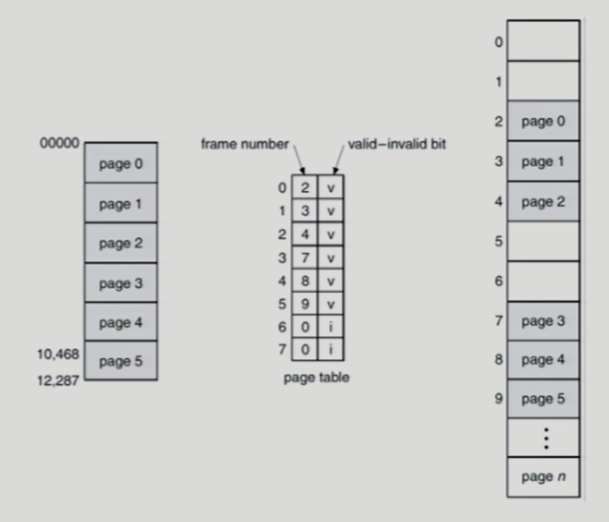 00000
page 0
page 1
page 2
page 3
page 4
10,468
page 5
12,287
frame number
valid–invalid bit
0 2 v
1 3 v
2 4 v
3 7 v
4 8 v
5 9 v
6 0 i
7 0 i
page table
0
1
2 page 0
3 page 1
4 page 2
5
6
7 page 3
8 page 4
9 page 5
⋮
page n